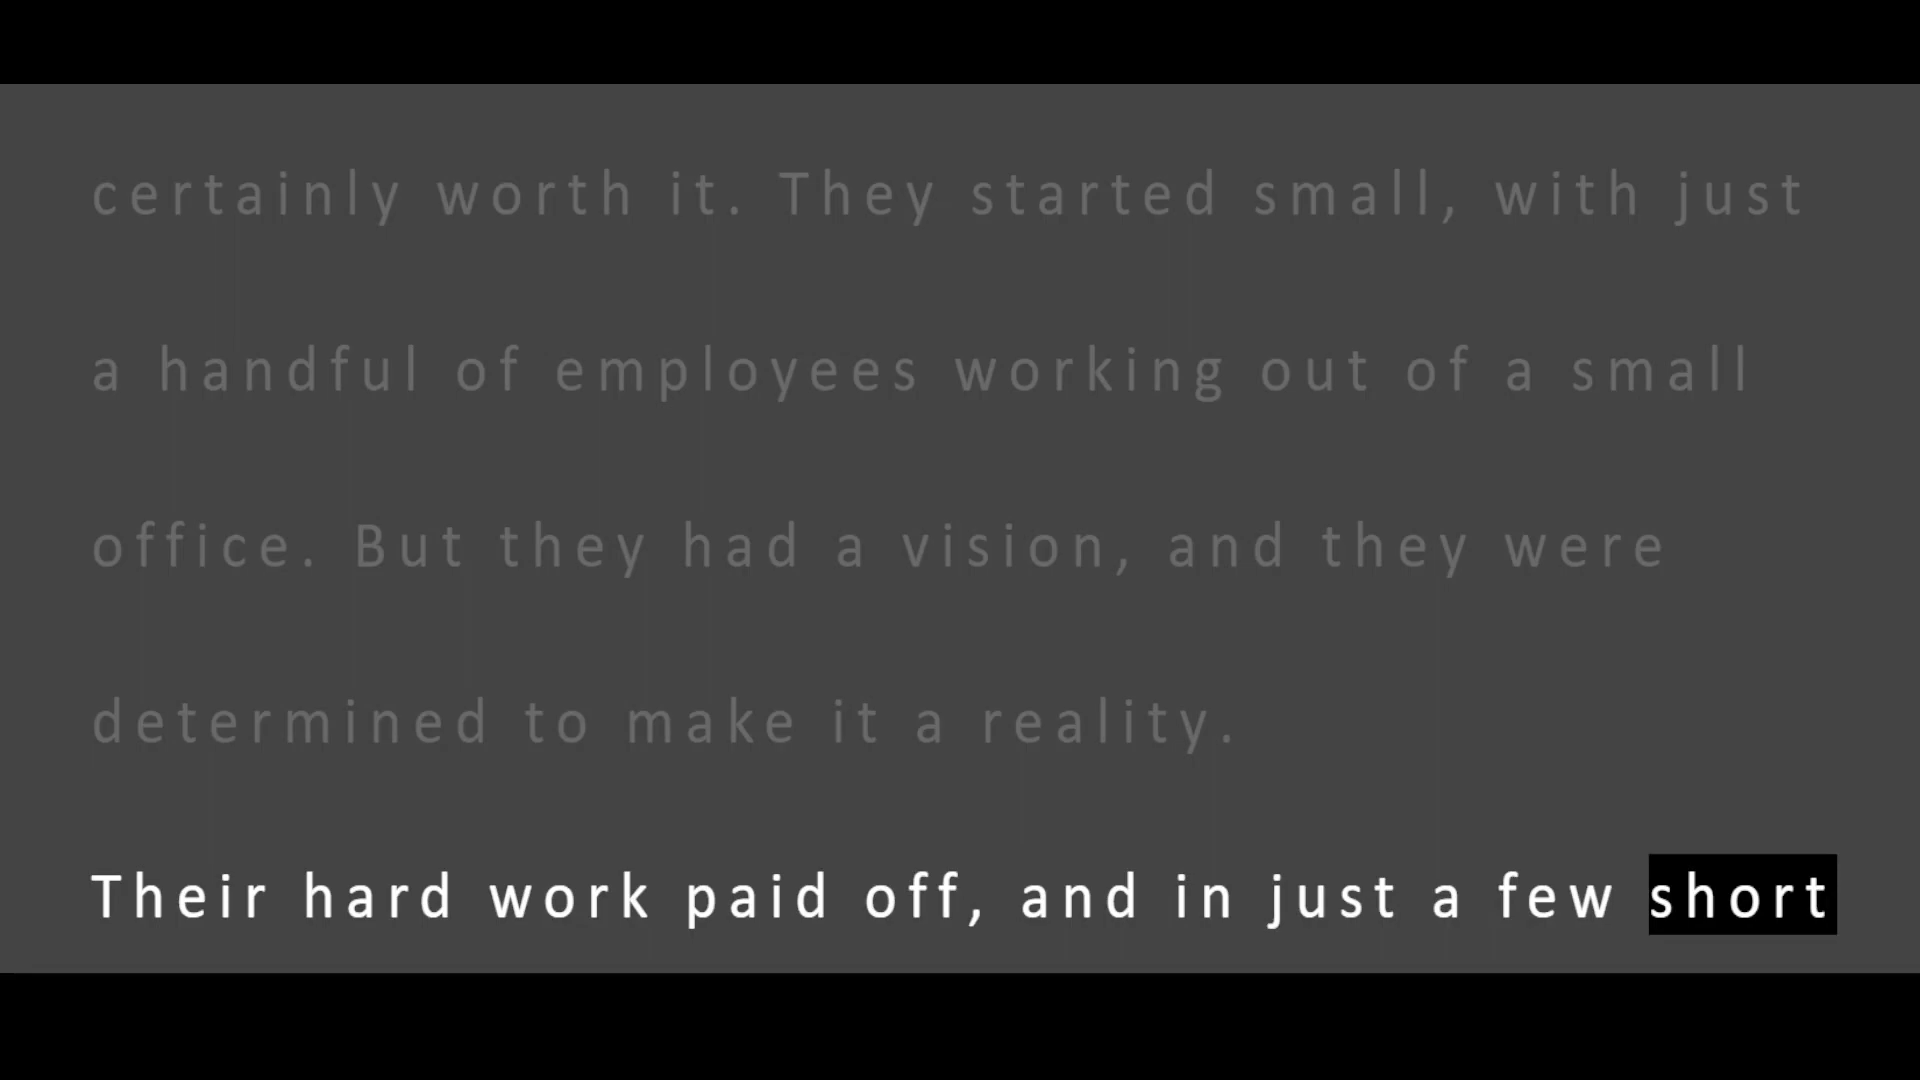 certainly worth it. They started small, with just
a handful of employees working out of a small
office. But they had a vision, and they were
determined to make it a reality.
Their hard work paid off, and in just a few short